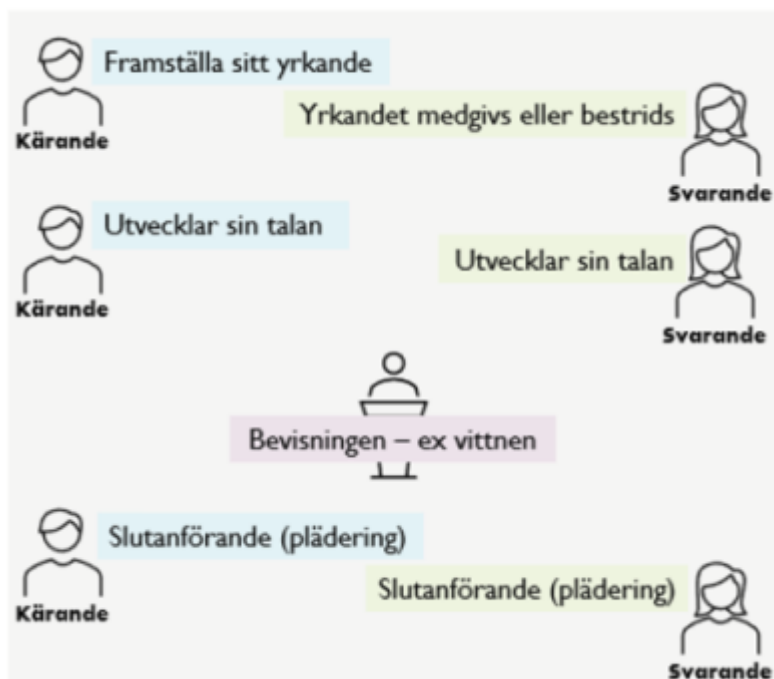 Framställa sitt yrkande
Kärande
Yrkandet medgivs eller bestrids
Svarande
Utvecklar sin talan
Kärande
Utvecklar sin talan
Svarande
Bevisningen – ex vittnen
Slutanförande (plädering)
Kärande
Slutanförande (plädering)
Svarande